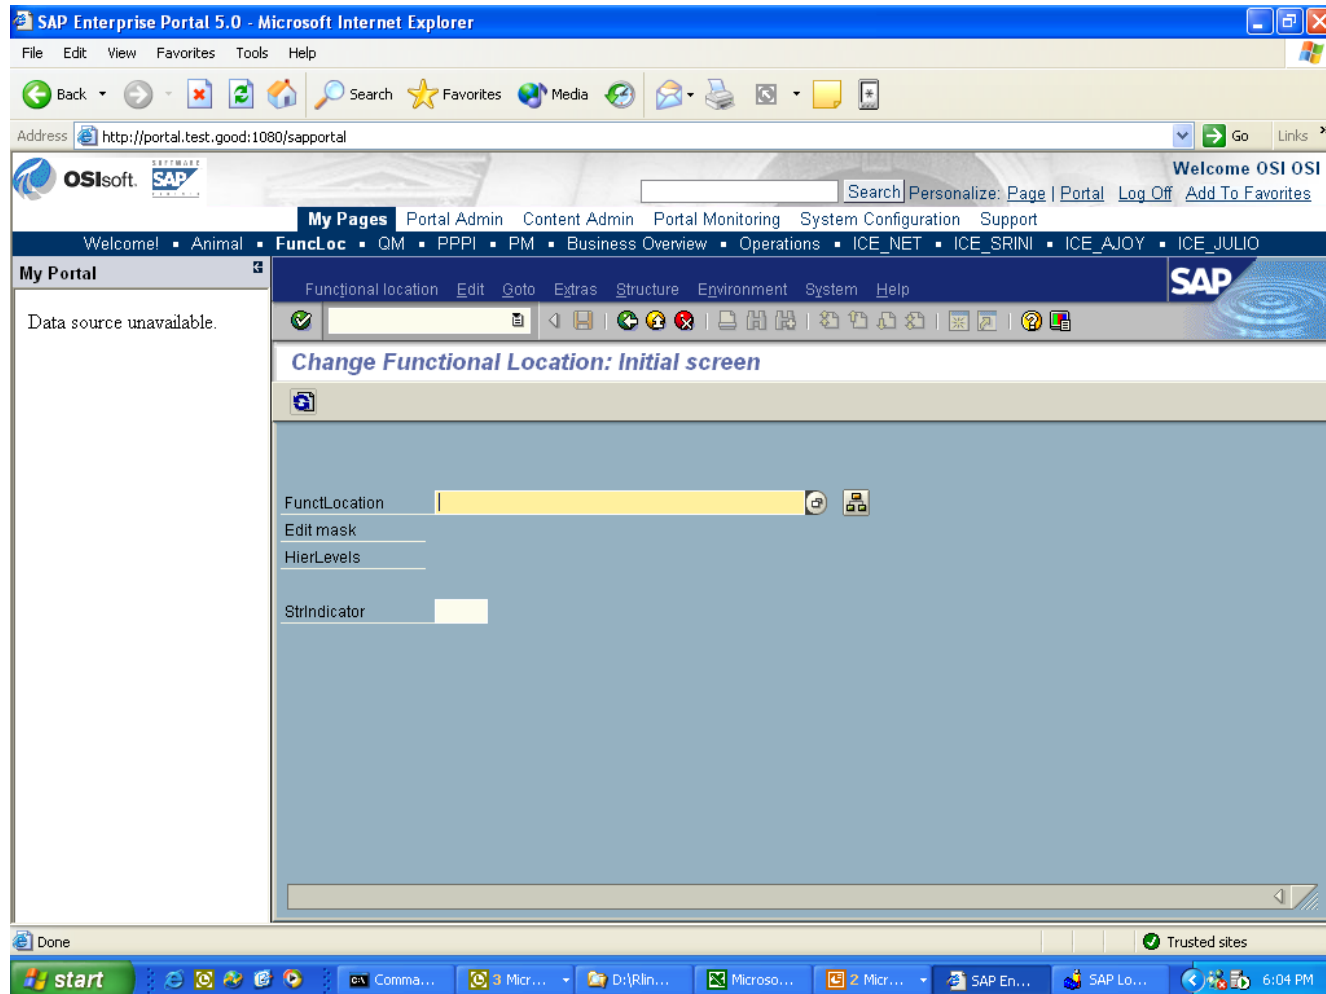 SAP Enterprise Portal 5.0 - Microsoft Internet Explorer
File Edit View Favorites Tools Help
Back Search Favorites Media
Address http://portal.test.good:1080/sapportal Go Links
OSIsoft. SOFTWARE SAP Welcome OSI OSI
Search Personalize: Page | Portal Log Off Add To Favorites
My Pages Portal Admin Content Admin Portal Monitoring System Configuration Support
Welcome! ▪ Animal ▪ FuncLoc ▪ QM ▪ PPPI ▪ PM ▪ Business Overview ▪ Operations ▪ ICE_NET ▪ ICE_SRINI ▪ ICE_AJOY ▪ ICE_JULIO
My Portal
Functional location Edit Goto Extras Structure Environment System Help SAP
Data source unavailable.
Change Functional Location: Initial screen
FunctLocation
Edit mask
HierLevels
StrIndicator
Done Trusted sites
start Comma... 3 Micr... D:\Rlin... Microso... 2 Micr... SAP En... SAP Lo... 6:04 PM